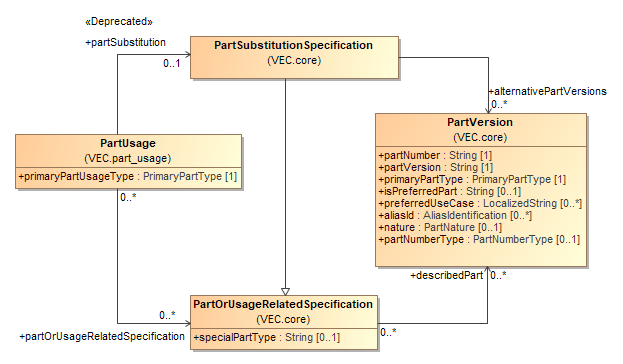 «Deprecated»
+partSubstitution
0..1
PartSubstitutionSpecification
(VEC.core)
+alternativePartVersions
0..*
PartUsage
(VEC.part_usage)
+primaryPartUsageType : PrimaryPartType [1]
0..*
PartVersion
(VEC.core)
+partNumber : String [1]
+partVersion : String [1]
+primaryPartType : PrimaryPartType [1]
+isPreferredPart : String [0..1]
+preferredUseCase : LocalizedString [0..*]
+aliasId : AliasIdentification [0..*]
+nature : PartNature [0..1]
+partNumberType : PartNumberType [0..1]
+describedPart
0..*
0..*
+partOrUsageRelatedSpecification
PartOrUsageRelatedSpecification
(VEC.core)
+specialPartType : String [0..1]
0..*